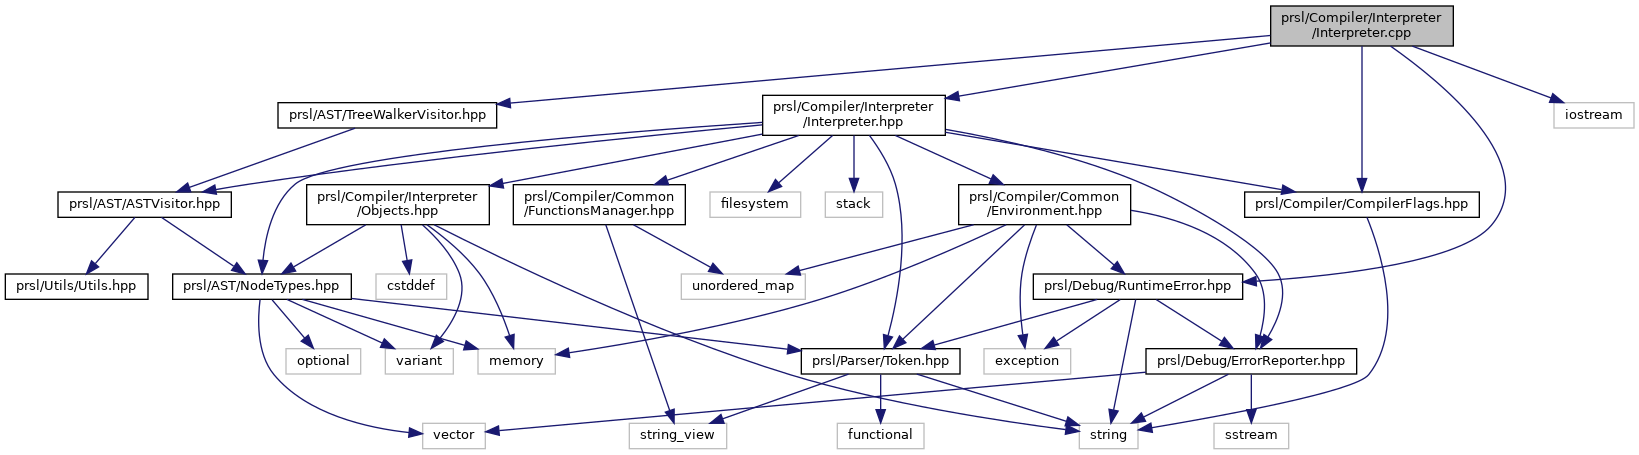 prsl/Compiler/Interpreter
/Interpreter.cpp
prsl/AST/TreeWalkerVisitor.hpp
prsl/Compiler/Interpreter
/Interpreter.hpp
iostream
prsl/AST/ASTVisitor.hpp
prsl/Compiler/Interpreter
/Objects.hpp
prsl/Compiler/Common
/FunctionsManager.hpp
filesystem
stack
prsl/Compiler/Common
/Environment.hpp
prsl/Compiler/CompilerFlags.hpp
prsl/Utils/Utils.hpp
prsl/AST/NodeTypes.hpp
cstddef
unordered_map
prsl/Debug/RuntimeError.hpp
optional
variant
memory
prsl/Parser/Token.hpp
exception
prsl/Debug/ErrorReporter.hpp
vector
string_view
functional
string
sstream